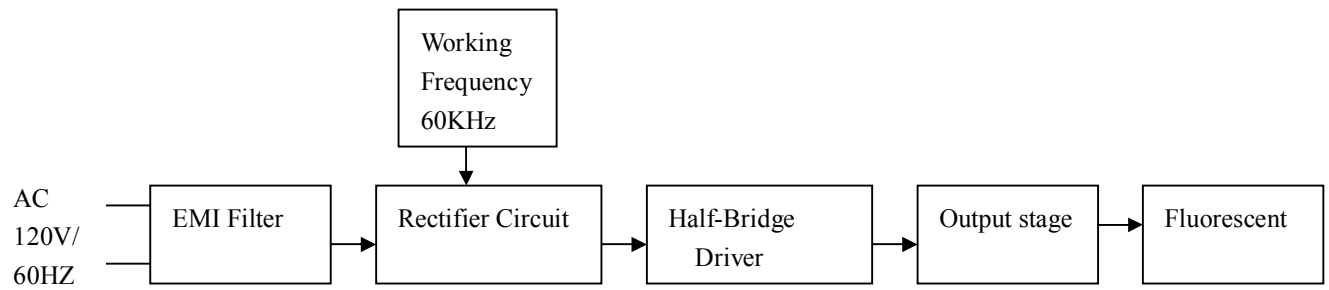 Working
Frequency
60KHz
AC
120V/
60HZ
EMI Filter
Rectifier Circuit
Half-Bridge
Driver
Output stage
Fluorescent